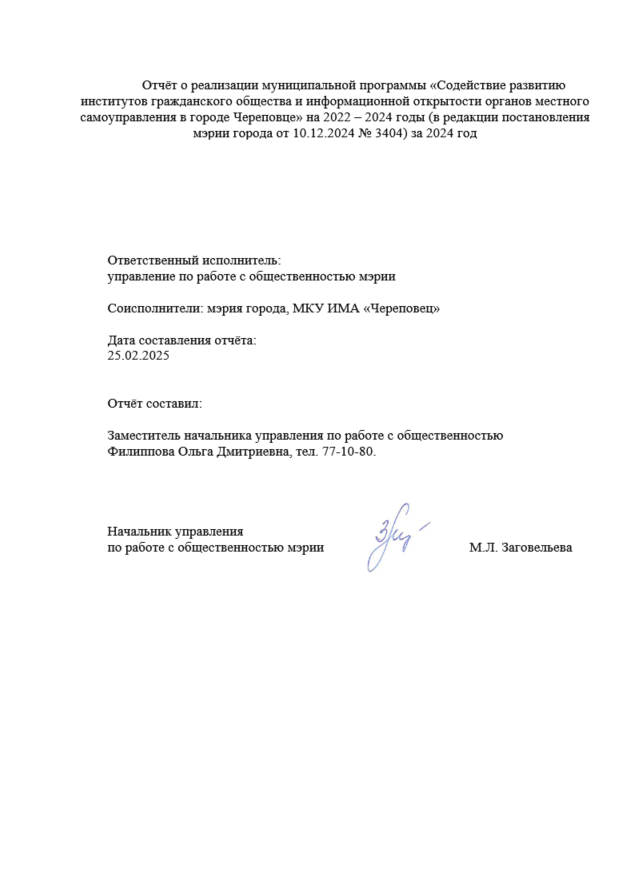 Отчёт о реализации муниципальной программы «Содействие развитию
институтов гражданского общества и информационной открытости органов местного
самоуправления в городе Череповце» на 2022 – 2024 годы (в редакции постановления
мэрии города от 10.12.2024 № 3404) за 2024 год
Ответственный исполнитель:
управление по работе с общественностью мэрии
Соисполнители: мэрия города, МКУ ИМА «Череповец»
Дата составления отчёта:
25.02.2025
Отчёт составил:
Заместитель начальника управления по работе с общественностью
Филиппова Ольга Дмитриевна, тел. 77-10-80.
Начальник управления
по работе с общественностью мэрии М.Л. Заговельева